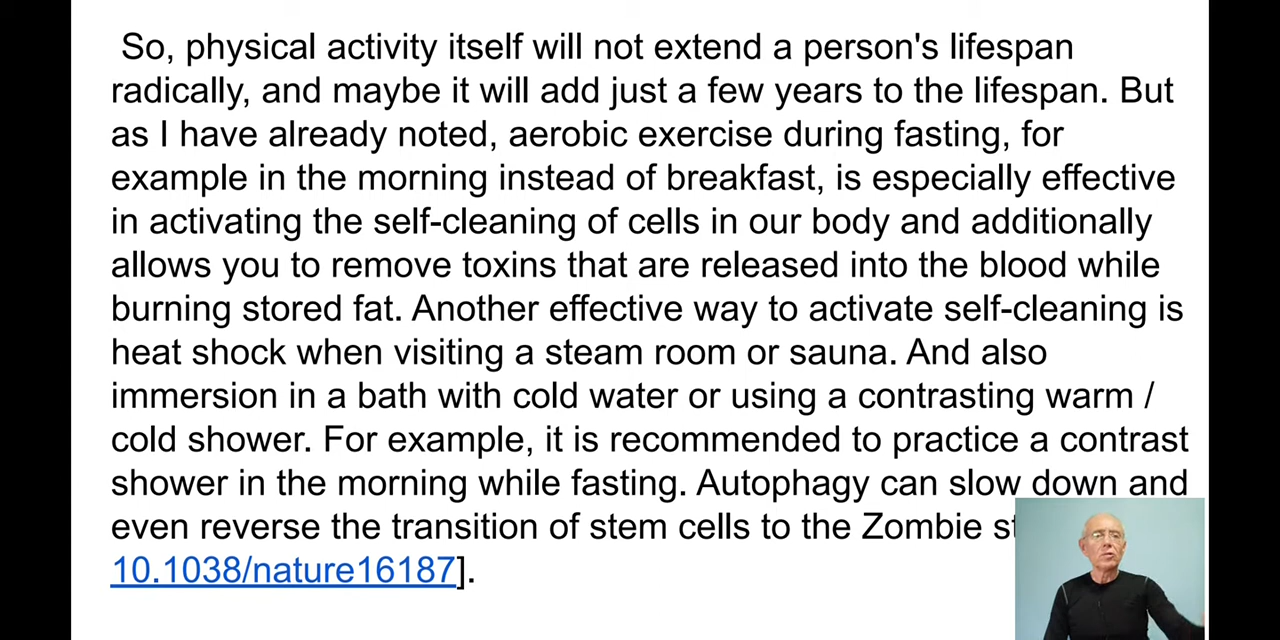 So, physical activity itself will not extend a person's lifespan
radically, and maybe it will add just a few years to the lifespan. But
as I have already noted, aerobic exercise during fasting, for
example in the morning instead of breakfast, is especially effective
in activating the self-cleaning of cells in our body and additionally
allows you to remove toxins that are released into the blood while
burning stored fat. Another effective way to activate self-cleaning is
heat shock when visiting a steam room or sauna. And also
immersion in a bath with cold water or using a contrasting warm /
cold shower. For example, it is recommended to practice a contrast
shower in the morning while fasting. Autophagy can slow down and
even reverse the transition of stem cells to the Zombie
10.1038/nature16187].